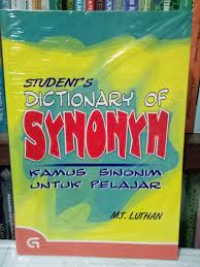 STUDENT'S
DICTIONARY OF
SYNONYM
KAMUS SINONIM
UNTUK PELAJAR
M.T. LUTHAN
G